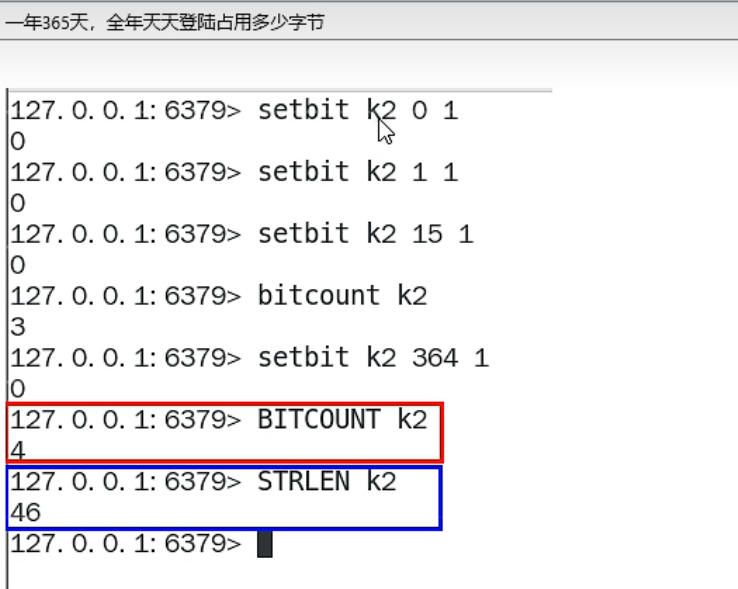 一年365天，全年天天登陆占用多少字节
127.0.0.1:6379> setbit k2 0 1
0
127.0.0.1:6379> setbit k2 1 1
0
127.0.0.1:6379> setbit k2 15 1
0
127.0.0.1:6379> bitcount k2
3
127.0.0.1:6379> setbit k2 364 1
0
127.0.0.1:6379> BITCOUNT k2
4
127.0.0.1:6379> STRLEN k2
46
127.0.0.1:6379>